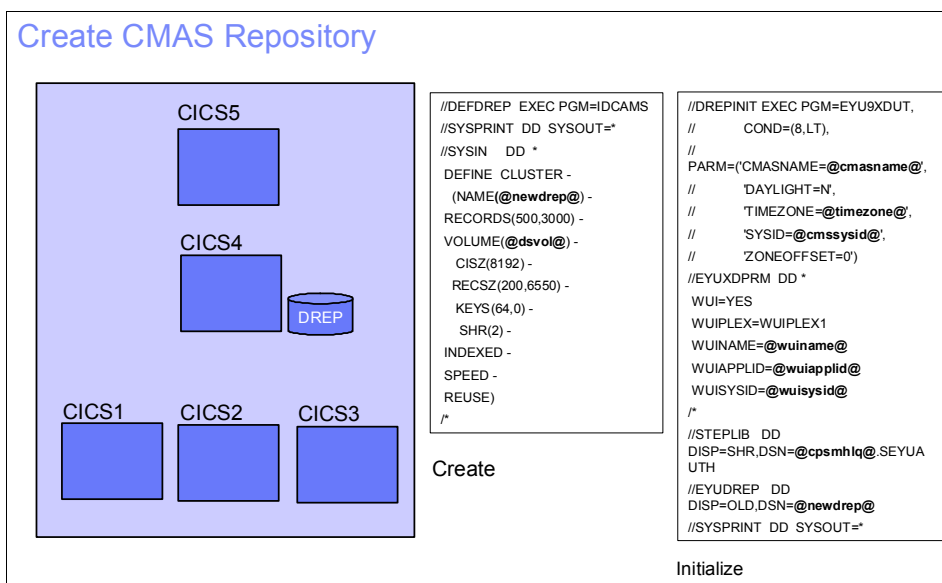 Create CMAS Repository
CICS5
CICS4
DREP
CICS1
CICS2
CICS3
//DEFDREP EXEC PGM=IDCAMS
//SYSPRINT DD SYSOUT=*
//SYSIN DD *
DEFINE CLUSTER -
(NAME(@newdrep@) -
RECORDS(500,3000) -
VOLUME(@dsvol@) -
CISZ(8192) -
RECSZ(200,6550) -
KEYS(64,0) -
SHR(2) -
INDEXED -
SPEED -
REUSE)
/*
Create
//DREPINIT EXEC PGM=EYU9XDUT,
// COND=(8,LT),
//
PARM=('CMASNAME=@cmasname@',
// 'DAYLIGHT=N',
// 'TIMEZONE=@timezone@',
// 'SYSID=@cmssysid@',
// 'ZONEOFFSET=0')
//EYUXDPRM DD *
WUI=YES
WUIPLEX=WUIPLEX1
WUINAME=@wuiname@
WUIAPPLID=@wuiapplid@
WUISYSID=@wuisysid@
/*
//STEPLIB DD
DISP=SHR,DSN=@cpsmhlq@.SEYUA
UTH
//EYUDREP DD
DISP=OLD,DSN=@newdrep@
//SYSPRINT DD SYSOUT=*
Initialize